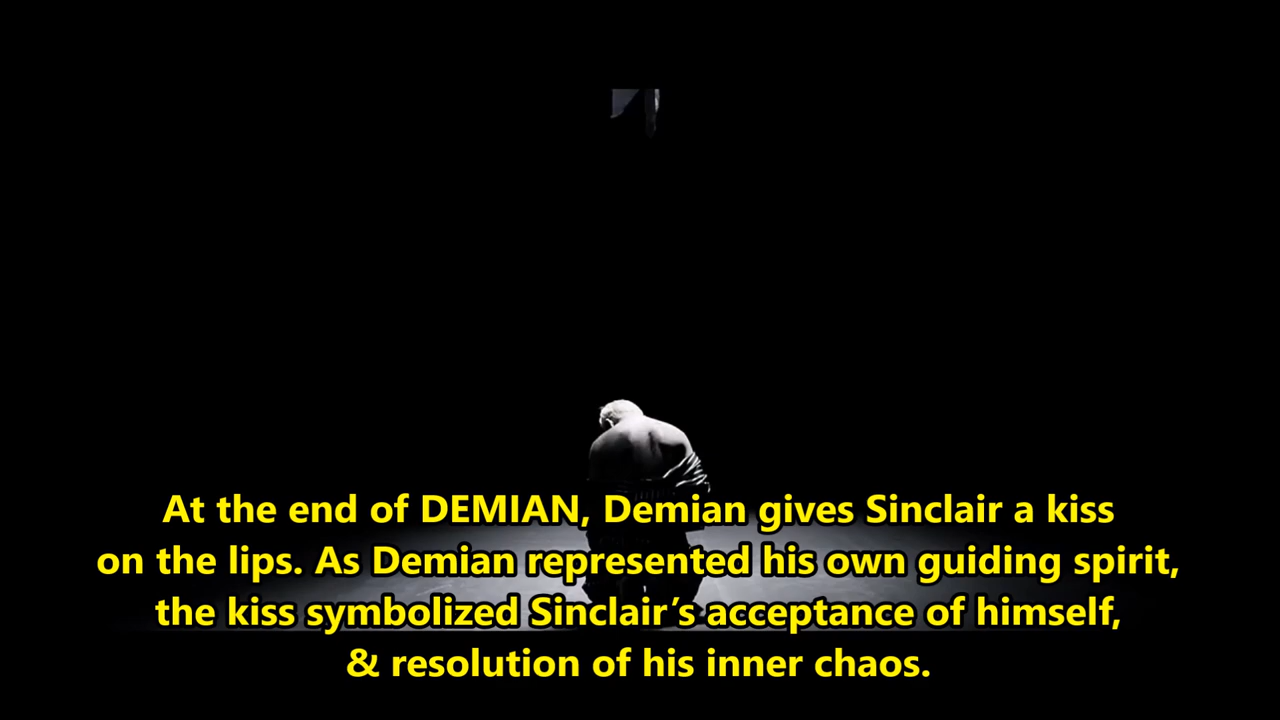 At the end of DEMIAN, Demian gives Sinclair a kiss
on the lips. As Demian represented his own guiding spirit,
the kiss symbolized Sinclair’s acceptance of himself,
& resolution of his inner chaos.